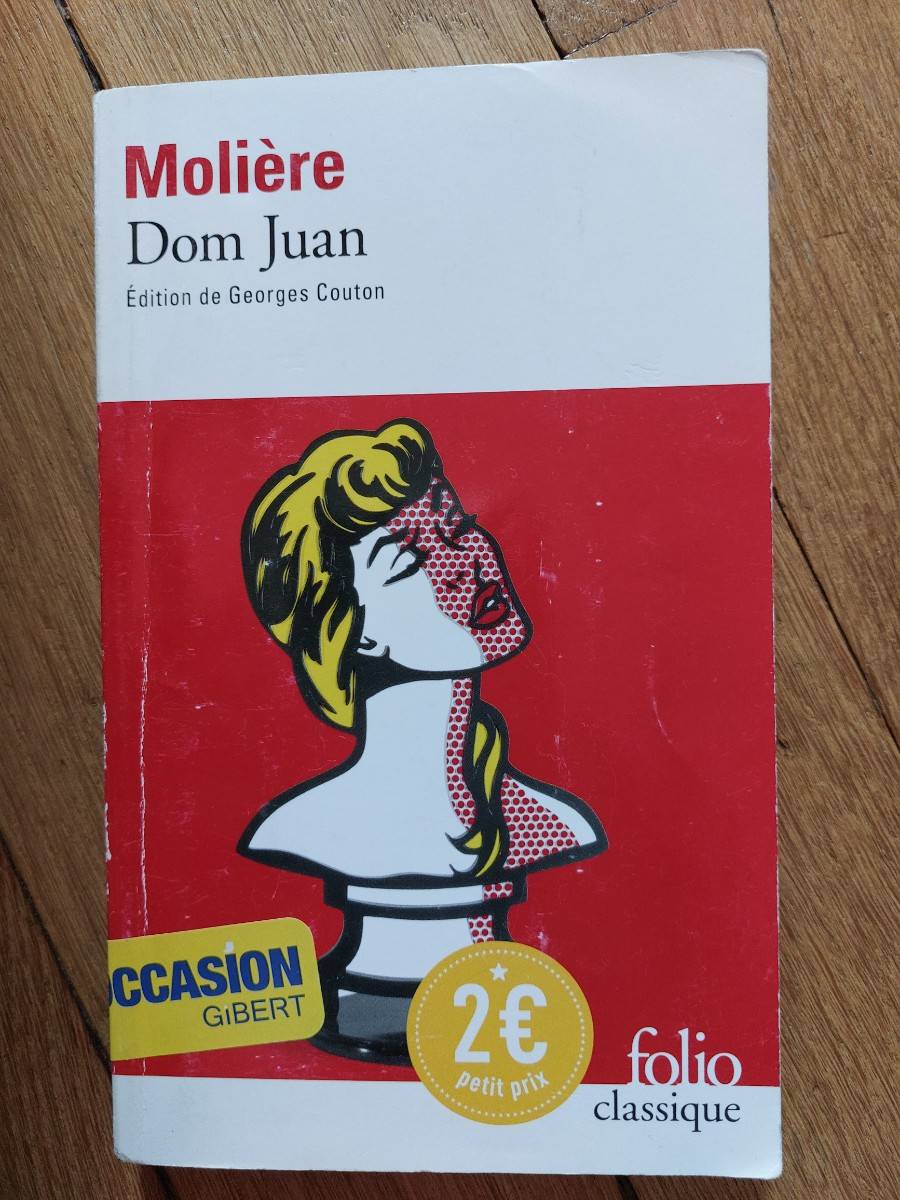 Molière
Dom Juan
Édition de Georges Couton
OCCASION
GiBERT
2€
petit prix
folio
classique